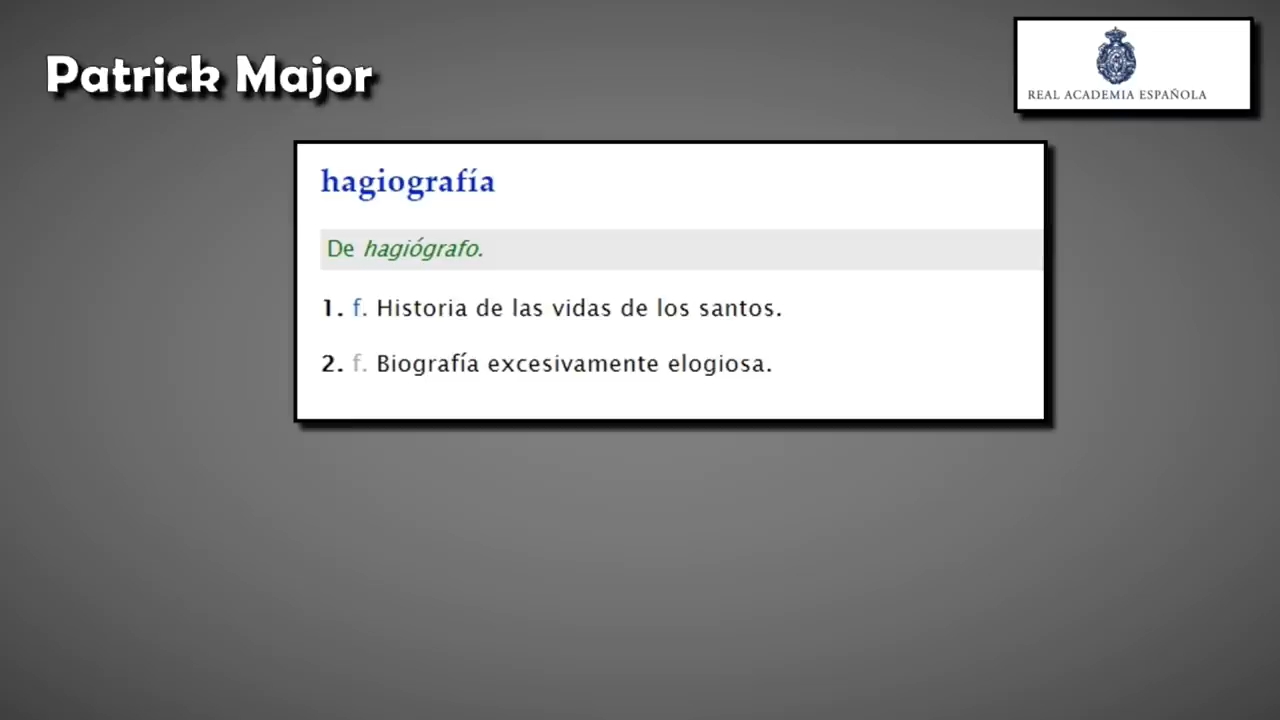 Patrick Major
REAL ACADEMIA ESPAÑOLA
hagiografía
De hagiógrafo.
1. f. Historia de las vidas de los santos.
2. f. Biografía excesivamente elogiosa.